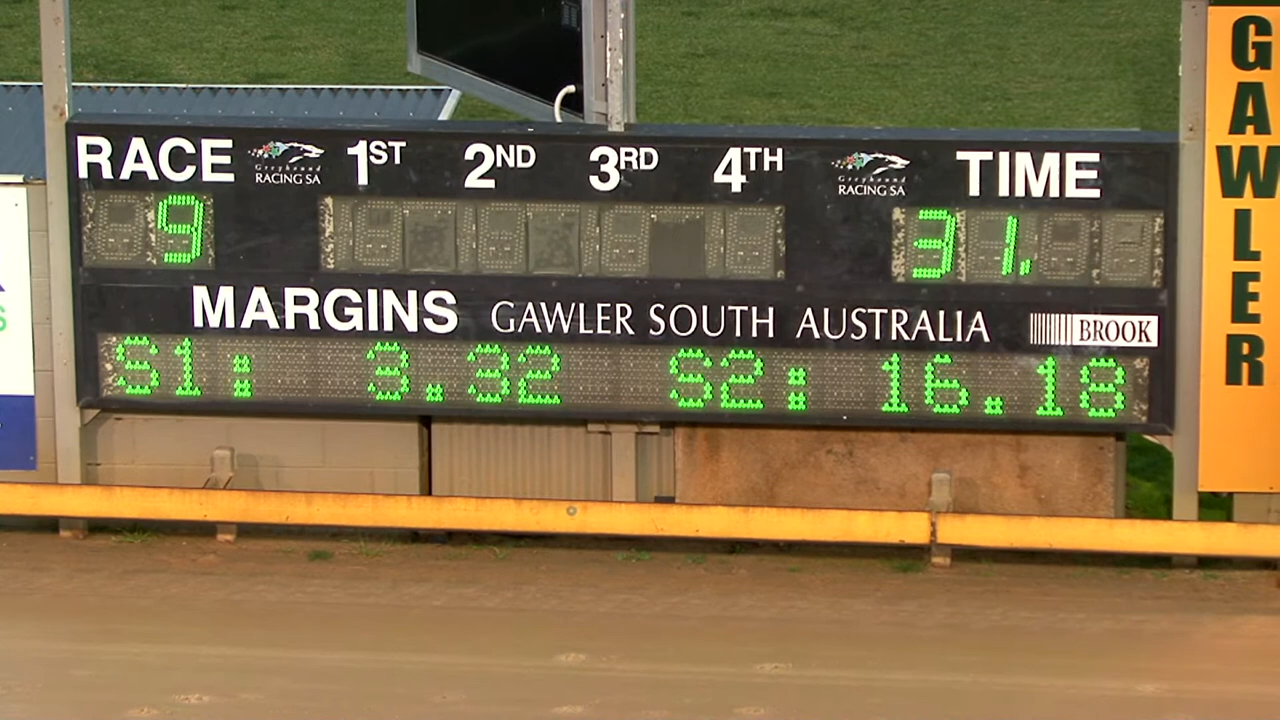 RACE 1ST 2ND 3RD 4TH TIME
Greyhound RACING SA Greyhound RACING SA
9 31.
MARGINS GAWLER SOUTH AUSTRALIA BROOK
S1: 3.32 S2: 16.18
GAWLER